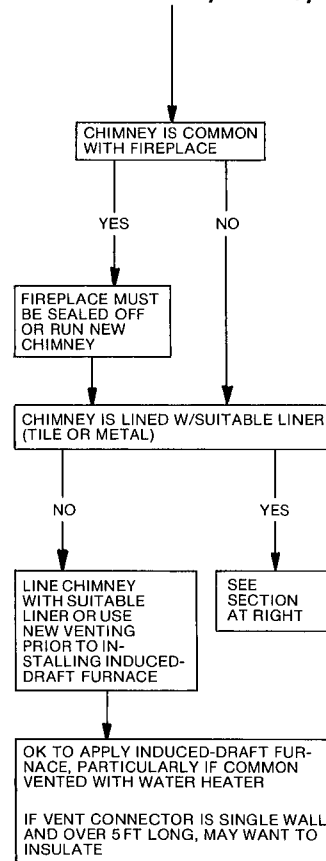 CHIMNEY IS COMMON
WITH FIREPLACE
YES
NO
FIREPLACE MUST
BE SEALED OFF
OR RUN NEW
CHIMNEY
CHIMNEY IS LINED W/SUITABLE LINER
(TILE OR METAL)
NO
YES
LINE CHIMNEY
WITH SUITABLE
LINER OR USE
NEW VENTING
PRIOR TO IN-
STALLING INDUCED-
DRAFT FURNACE
SEE
SECTION
AT RIGHT
OK TO APPLY INDUCED-DRAFT FUR-
NACE, PARTICULARLY IF COMMON
VENTED WITH WATER HEATER
IF VENT CONNECTOR IS SINGLE WALL
AND OVER 5 FT LONG, MAY WANT TO
INSULATE